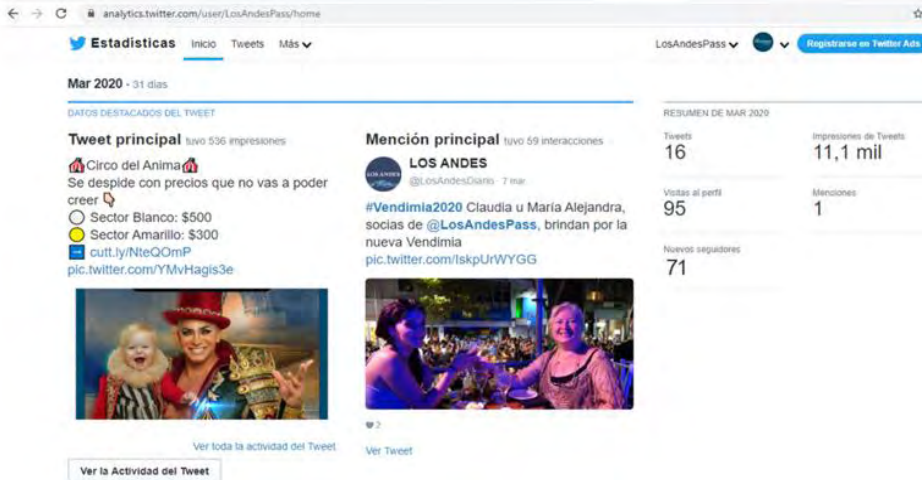 analytics.twitter.com/user/LosAndesPass/home
Estadísticas Inicio Tweets Más
LosAndesPass
Registrarse en Twitter Ads
Mar 2020 • 31 días
DATOS DESTACADOS DEL TWEET
Tweet principal tuvo 536 impresiones
Circo del Anima
Se despide con precios que no vas a poder
creer
Sector Blanco: $500
Sector Amarillo: $300
cutt.ly/NteQOmP
pic.twitter.com/YMvHagis3e
Ver toda la actividad del Tweet
Ver la Actividad del Tweet
Mención principal tuvo 59 interacciones
LOS ANDES
LOS ANDES
@LosAndesDiario · 7 mar.
#Vendimia2020 Claudia u María Alejandra,
socias de @LosAndesPass, brindan por la
nueva Vendimia
pic.twitter.com/IskpUrWYGG
2
Ver Tweet
RESUMEN DE MAR 2020
Tweets
16
Impresiones de Tweets
11,1 mil
Visitas al perfil
95
Menciones
1
Nuevos seguidores
71